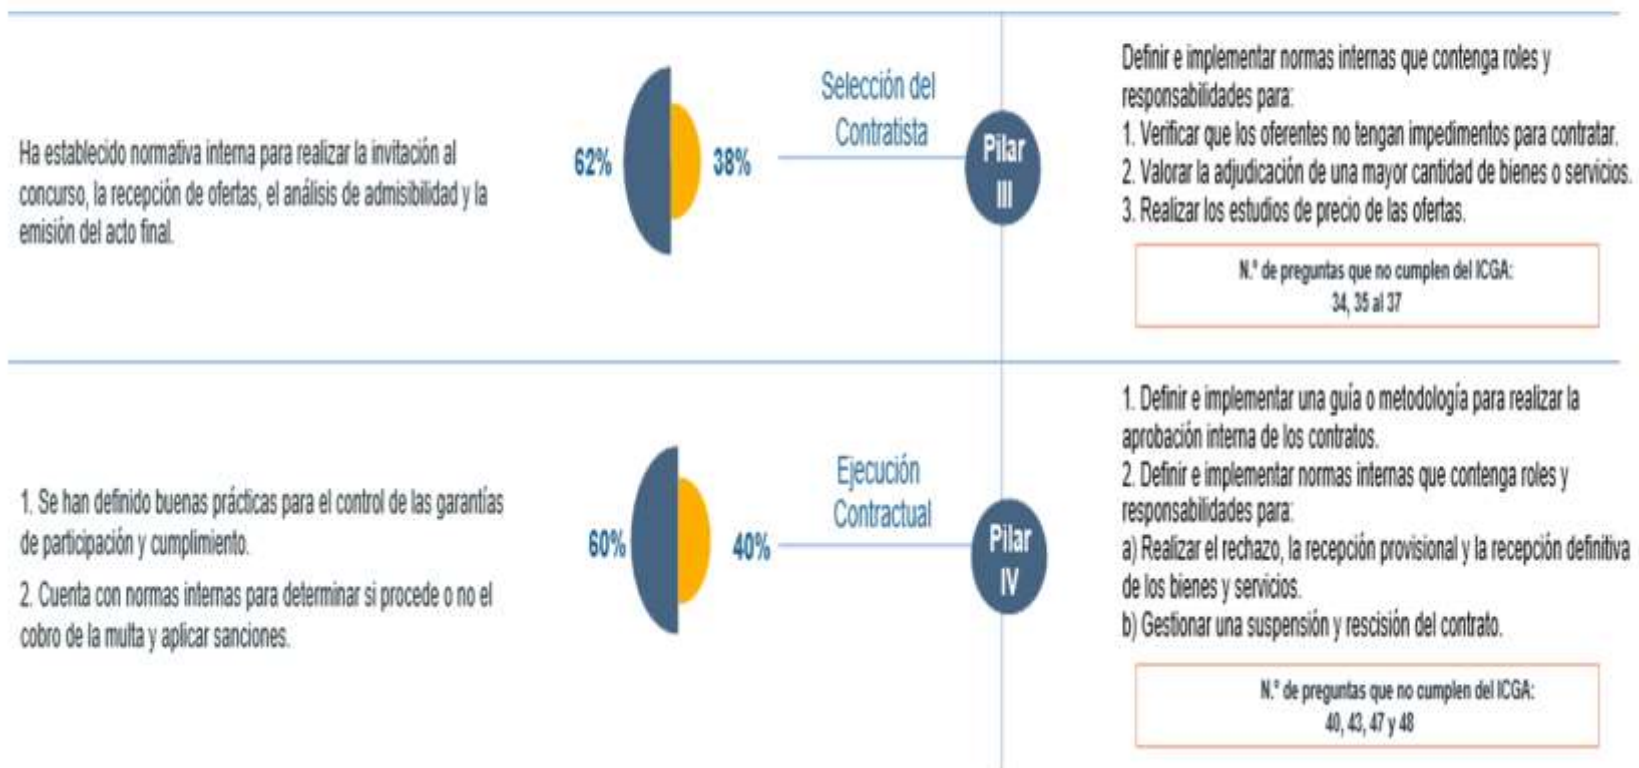 Ha establecido normativa interna para realizar la invitación al
concurso, la recepción de ofertas, el análisis de admisibilidad y la
emisión del acto final.
62%
38%
Selección del
Contratista
Pilar
III
Definir e implementar normas internas que contenga roles y
responsabilidades para:
1. Verificar que los oferentes no tengan impedimentos para contratar.
2. Valorar la adjudicación de una mayor cantidad de bienes o servicios.
3. Realizar los estudios de precio de las ofertas.
N.° de preguntas que no cumplen del ICGA:
34, 35 al 37
1. Se han definido buenas prácticas para el control de las garantías
de participación y cumplimiento.
2. Cuenta con normas internas para determinar si procede o no el
cobro de la multa y aplicar sanciones.
60%
40%
Ejecución
Contractual
Pilar
IV
1. Definir e implementar una guía o metodología para realizar la
aprobación interna de los contratos.
2. Definir e implementar normas internas que contenga roles y
responsabilidades para:
a) Realizar el rechazo, la recepción provisional y la recepción definitiva
de los bienes y servicios.
b) Gestionar una suspensión y rescisión del contrato.
N.° de preguntas que no cumplen del ICGA:
40, 43, 47 y 48